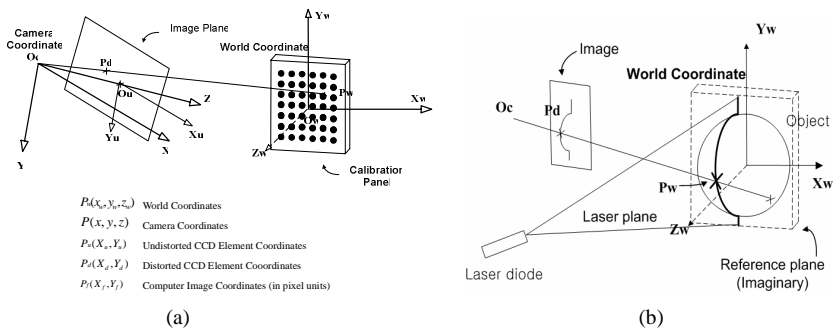 Camera
Coordinate
Oc
Image Plane
World Coordinate
Yw
Pd
Ou
Z
Xu
Yu
X
Y
Pw
Ow
Xw
Zw
Calibration
Panel
Pw(xw,yw,zw) World Coordinates
P(x, y, z) Camera Coordinates
Pu(Xu,Yu) Undistorted CCD Element Coordinates
Pd(Xd,Yd) Distorted CCD Element Cooordinates
Pf(Xf,Yf) Computer Image Coordinates (in pixel units)
(a)
Image
Yw
World Coordinate
Oc
Pd
Object
Pw
Xw
Laser plane
Zw
Laser diode
Reference plane
(Imaginary)
(b)